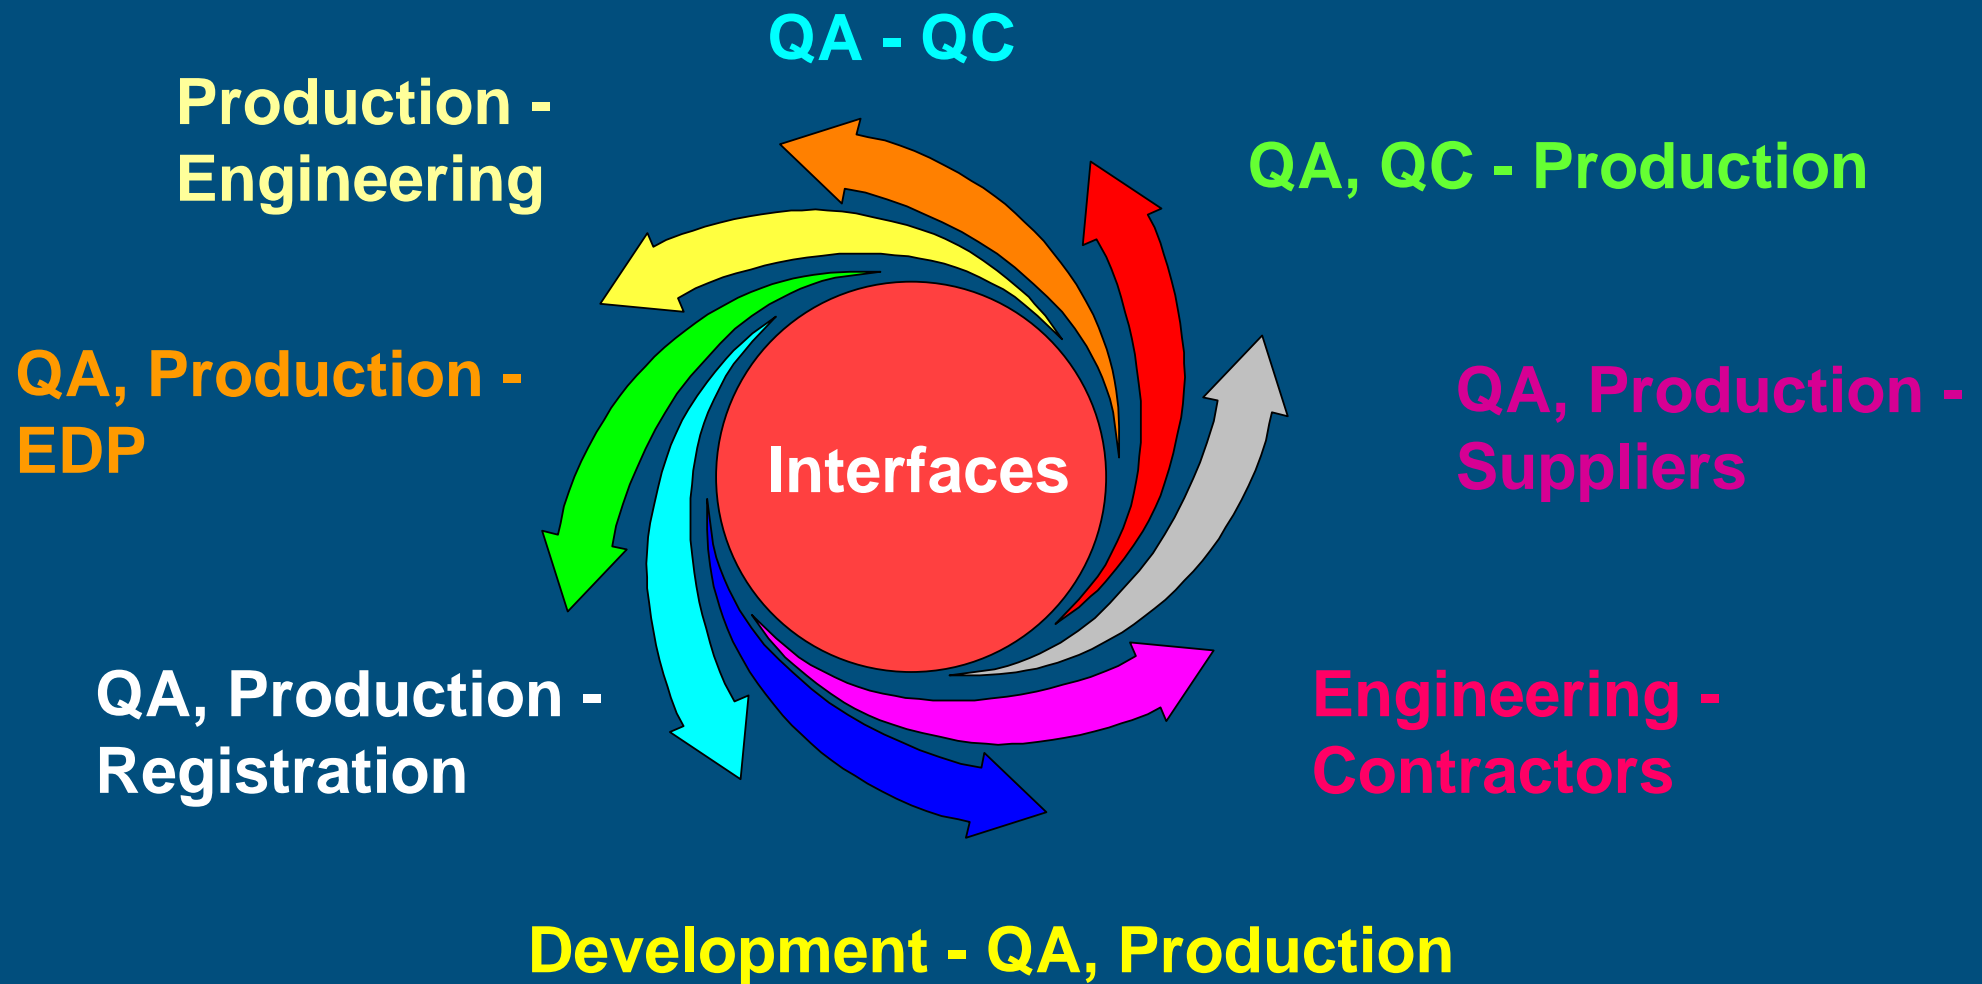 QA - QC
Production -
Engineering
QA, QC - Production
QA, Production -
EDP
QA, Production -
Suppliers
Interfaces
QA, Production -
Registration
Engineering -
Contractors
Development - QA, Production